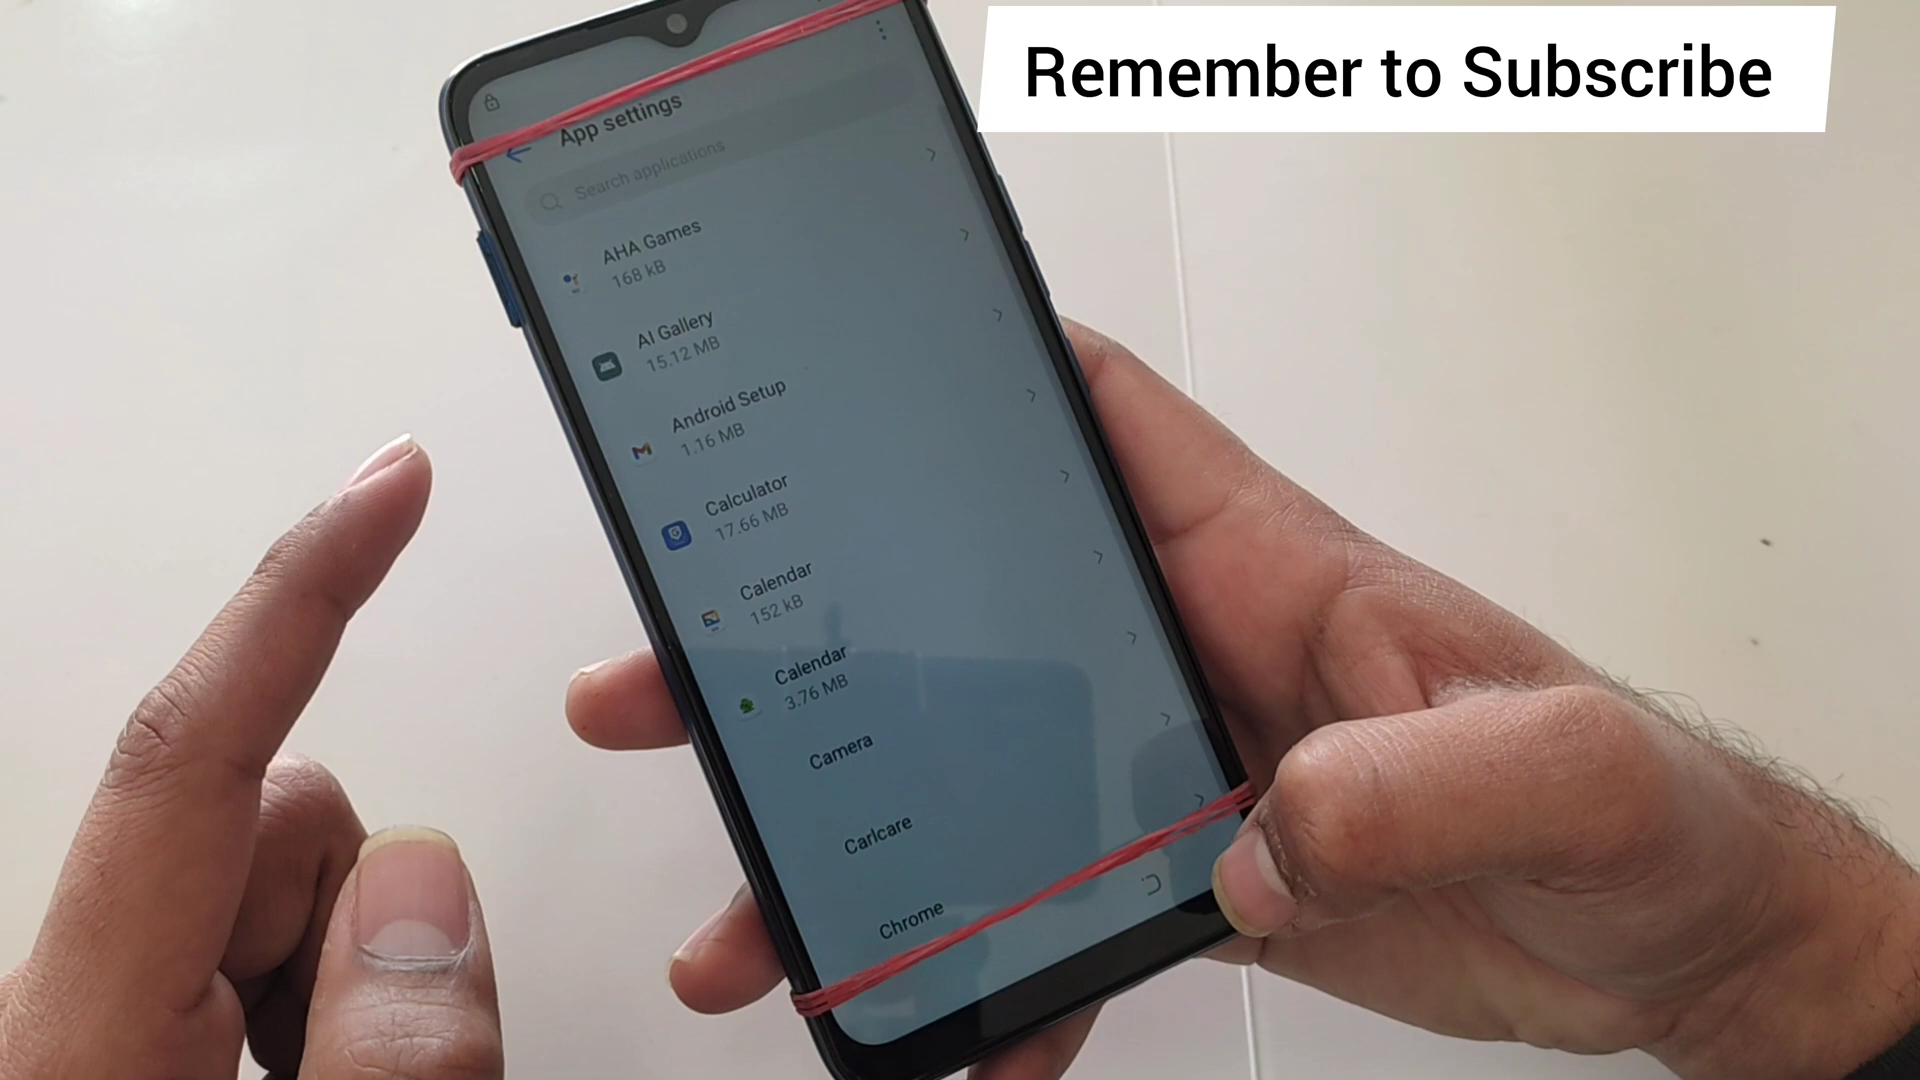 Remember to Subscribe
App settings
Search applications
AHA Games
168 kB
AI Gallery
15.12 MB
Android Setup
1.16 MB
Calculator
17.66 MB
Calendar
152 kB
Calendar
3.76 MB
Camera
Carlcare
Chrome